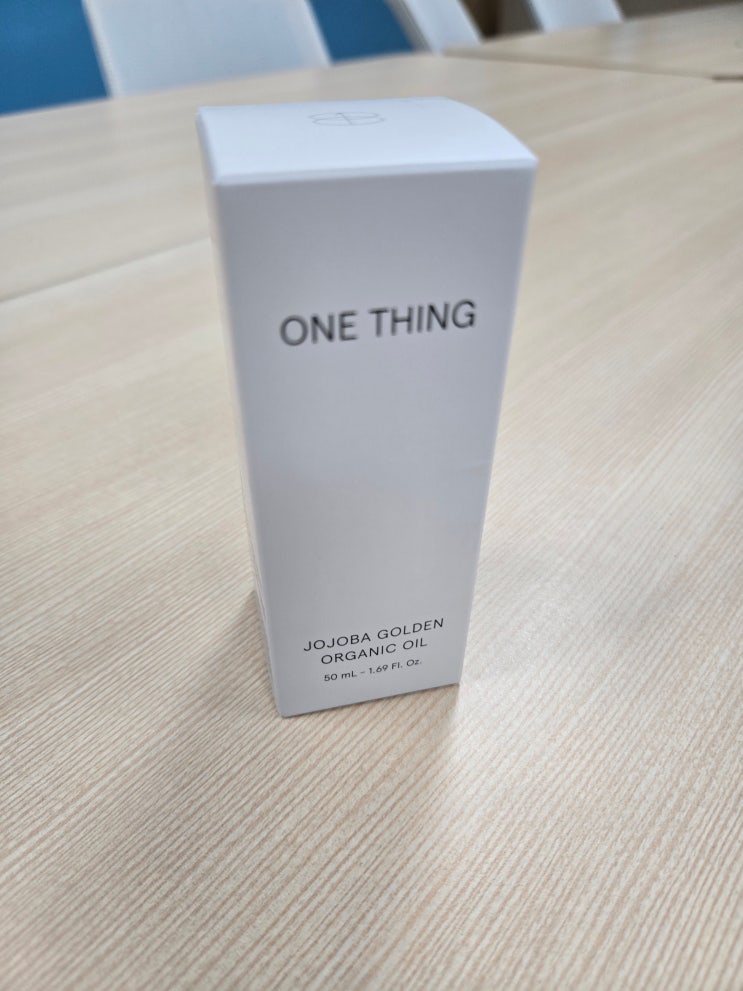 ONE THING
JOJOBA GOLDEN
ORGANIC OIL
50 mL - 1.69 Fl. Oz.